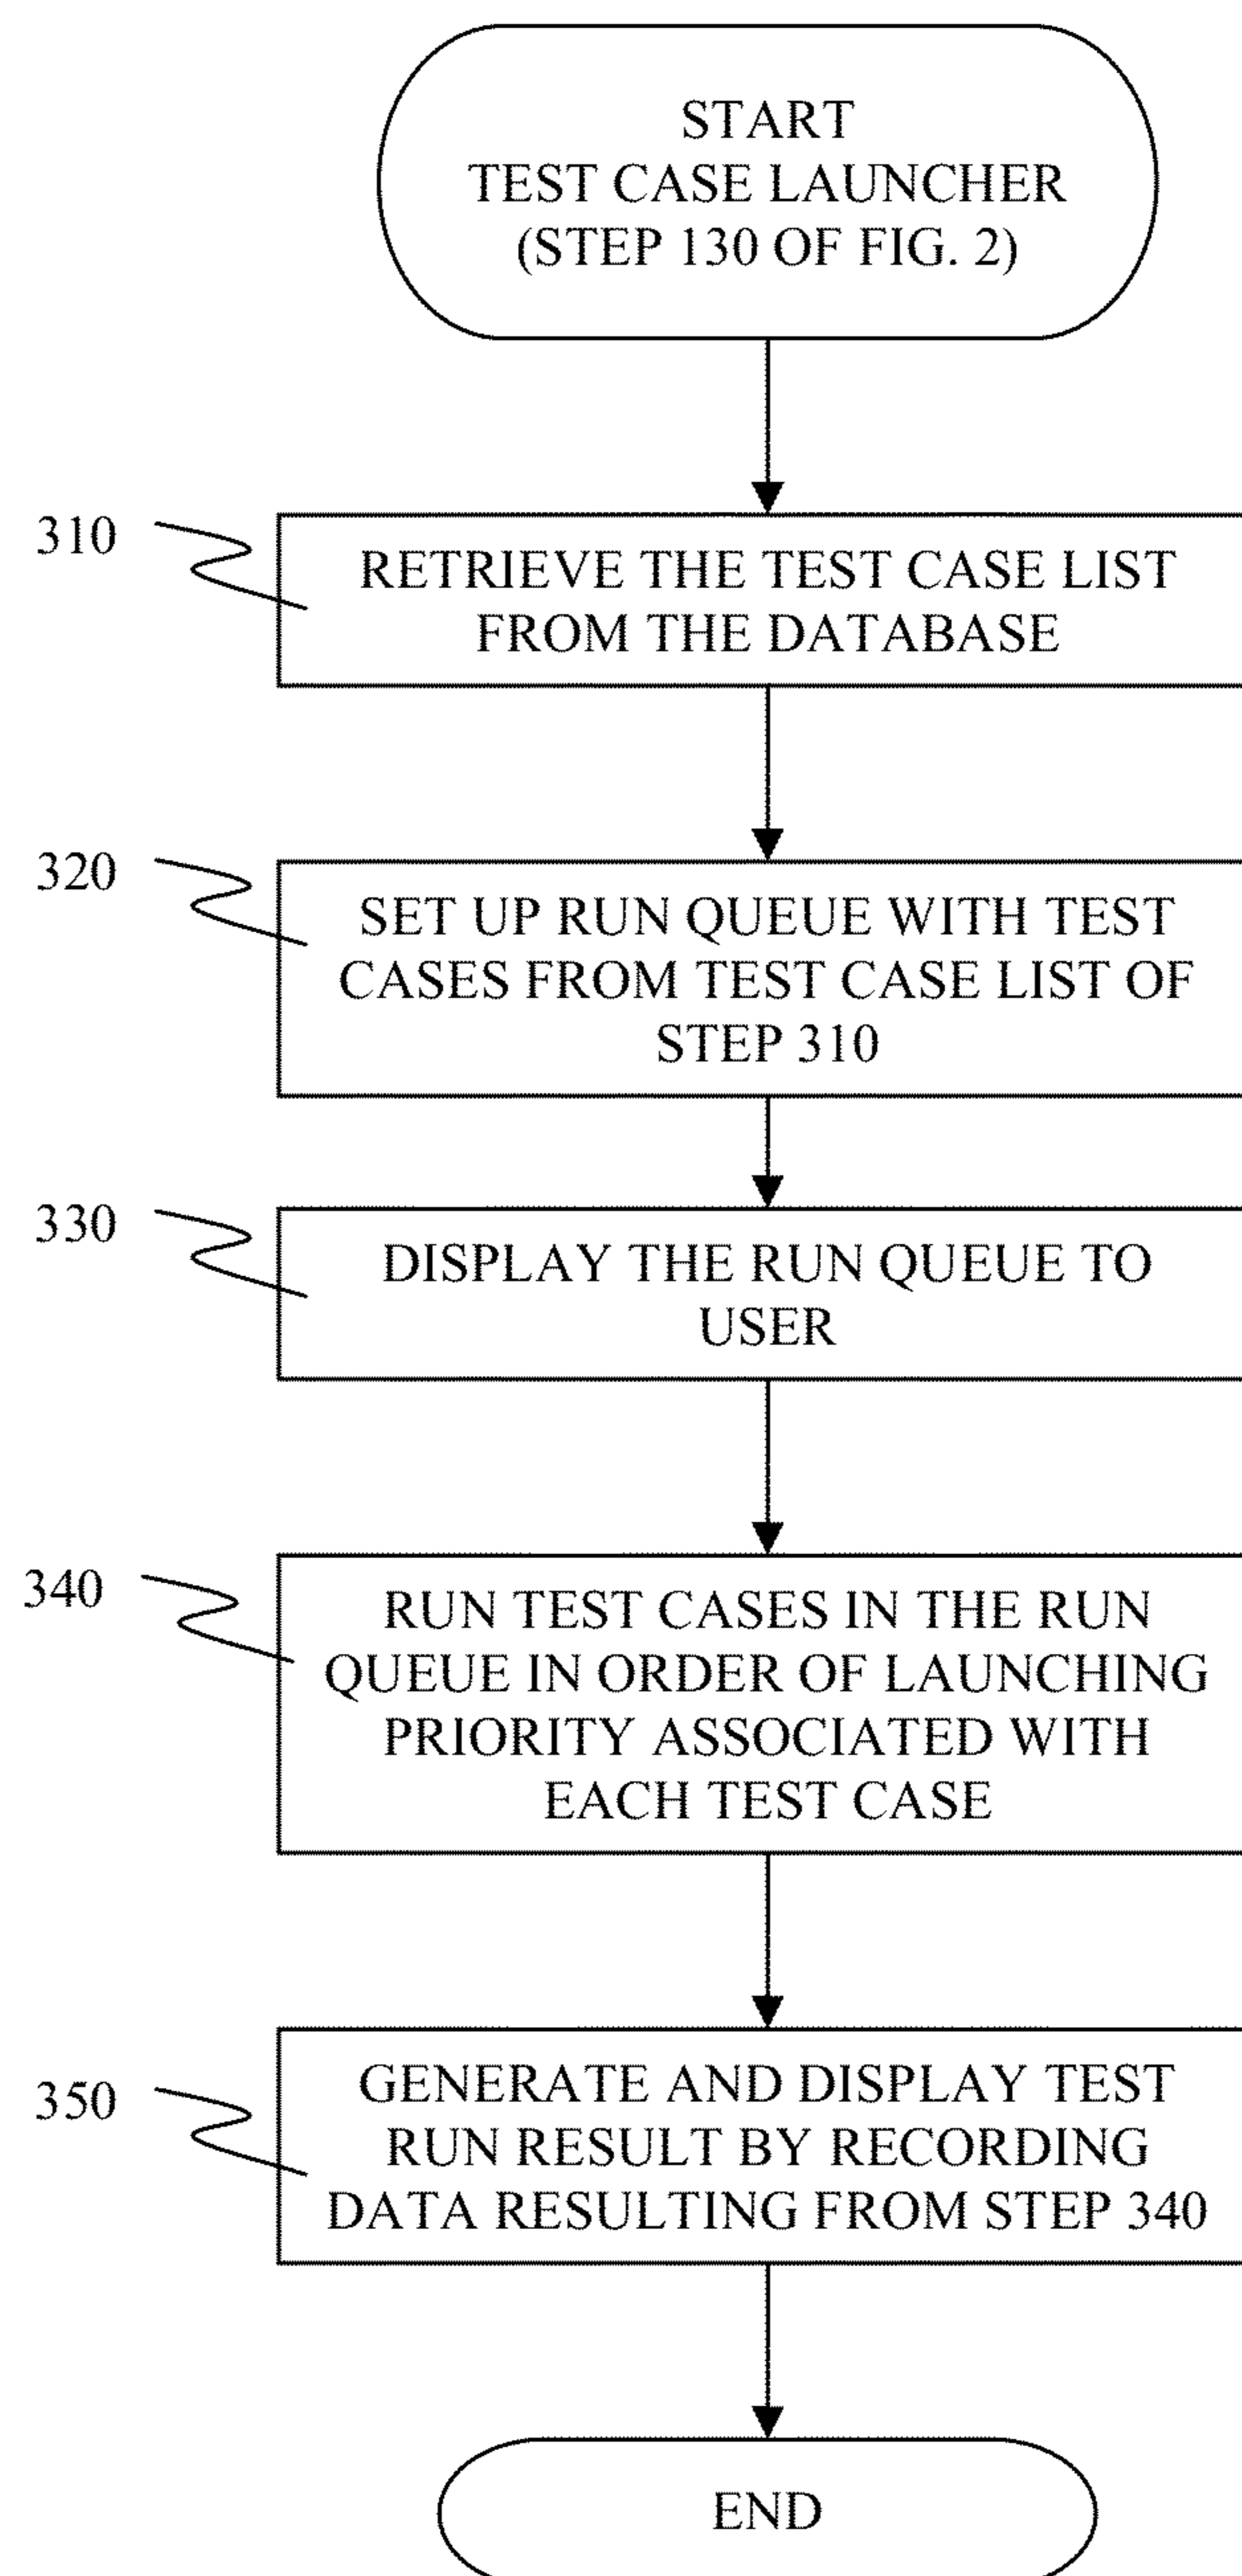 START
TEST CASE LAUNCHER
(STEP 130 OF FIG. 2)
310
RETRIEVE THE TEST CASE LIST
FROM THE DATABASE
320
SET UP RUN QUEUE WITH TEST
CASES FROM TEST CASE LIST OF
STEP 310
330
DISPLAY THE RUN QUEUE TO
USER
340
RUN TEST CASES IN THE RUN
QUEUE IN ORDER OF LAUNCHING
PRIORITY ASSOCIATED WITH
EACH TEST CASE
350
GENERATE AND DISPLAY TEST
RUN RESULT BY RECORDING
DATA RESULTING FROM STEP 340
END